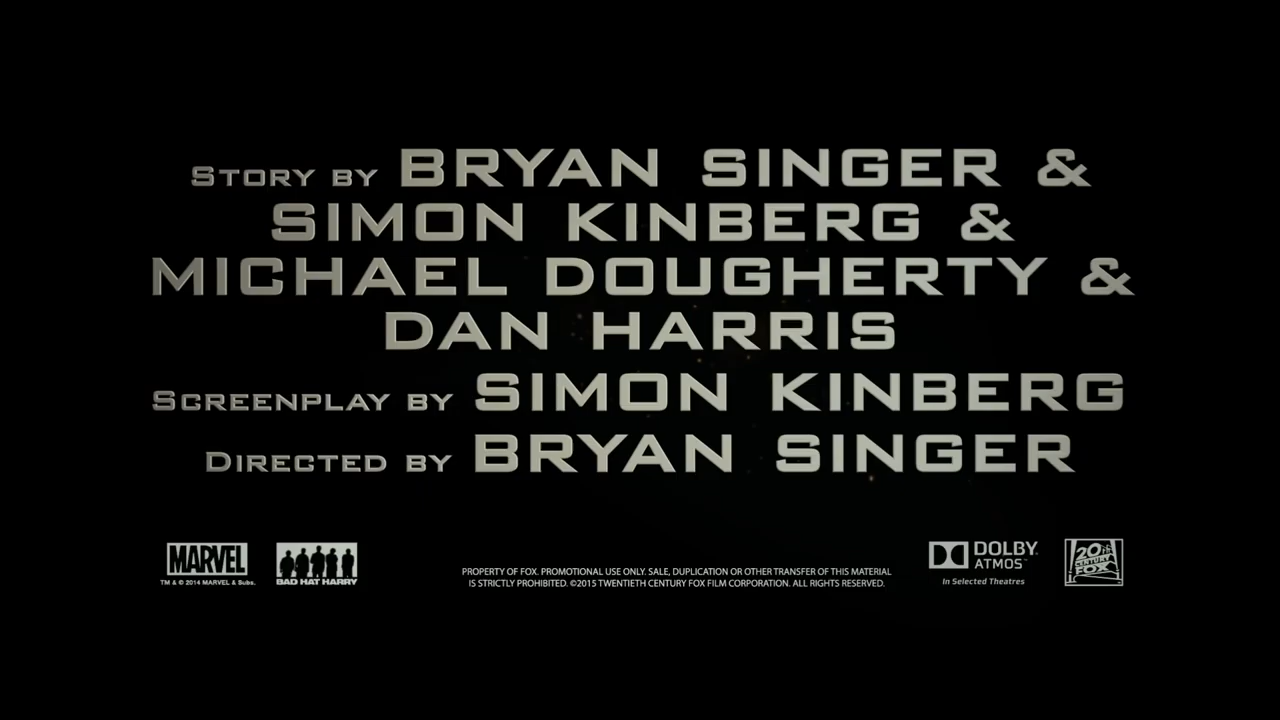 STORY BY BRYAN SINGER &
SIMON KINBERG &
MICHAEL DOUGHERTY &
DAN HARRIS
SCREENPLAY BY SIMON KINBERG
DIRECTED BY BRYAN SINGER
MARVEL
TM & © 2014 MARVEL & Subs.
BAD HAT HARRY
PROPERTY OF FOX. PROMOTIONAL USE ONLY. SALE, DUPLICATION OR OTHER TRANSFER OF THIS MATERIAL
IS STRICTLY PROHIBITED. ©2015 TWENTIETH CENTURY FOX FILM CORPORATION. ALL RIGHTS RESERVED.
DOLBY
ATMOS™
In Selected Theatres
20th
CENTURY
FOX